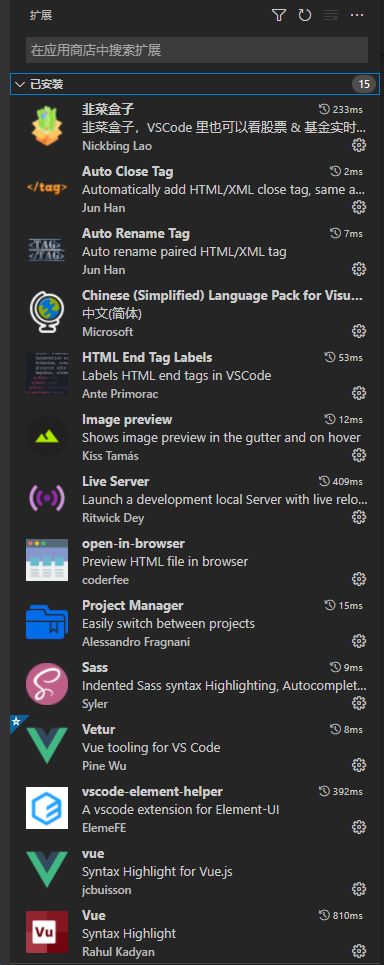 扩展
在应用商店中搜索扩展
已安装 15
韭菜盒子 233ms
韭菜盒子，VSCode 里也可以看股票 & 基金实时...
Nickbing Lao
</tag>
Auto Close Tag 2ms
Automatically add HTML/XML close tag, same a...
Jun Han
<TAG>
</TAG>
Auto Rename Tag 7ms
Auto rename paired HTML/XML tag
Jun Han
Chinese (Simplified) Language Pack for Visu...
中文(简体)
Microsoft
HTML End Tag Labels 53ms
Labels HTML end tags in VSCode
Ante Primorac
Image preview 12ms
Shows image preview in the gutter and on hover
Kiss Tamás
Live Server 409ms
Launch a development local Server with live relo...
Ritwick Dey
open-in-browser
Preview HTML file in browser
coderfee
Project Manager 15ms
Easily switch between projects
Alessandro Fragnani
Sass 9ms
Indented Sass syntax Highlighting, Autocomplet...
Syler
Vetur 8ms
Vue tooling for VS Code
Pine Wu
vscode-element-helper 392ms
A vscode extension for Element-UI
ElemeFE
vue
Syntax Highlight for Vue.js
jcbuisson
Vu
Vue 810ms
Syntax Highlight
Rahul Kadyan